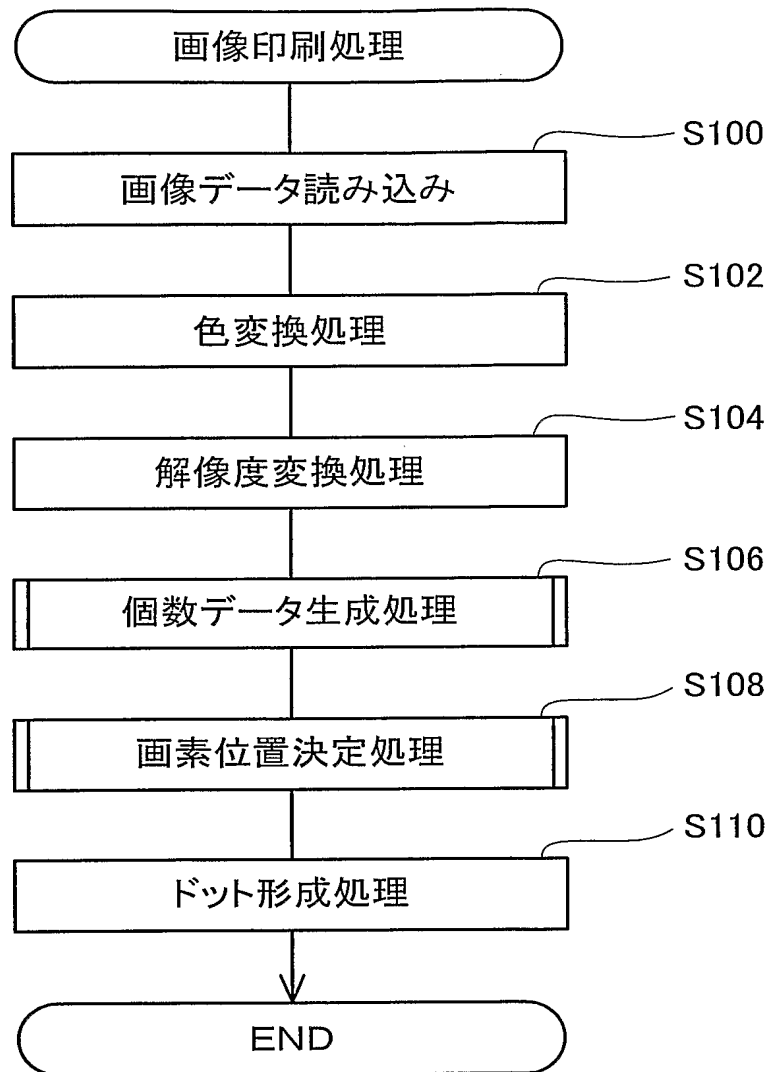 画像印刷処理
S100
画像データ読み込み
S102
色変換処理
S104
解像度変換処理
S106
個数データ生成処理
S108
画素位置決定処理
S110
ドット形成処理
END